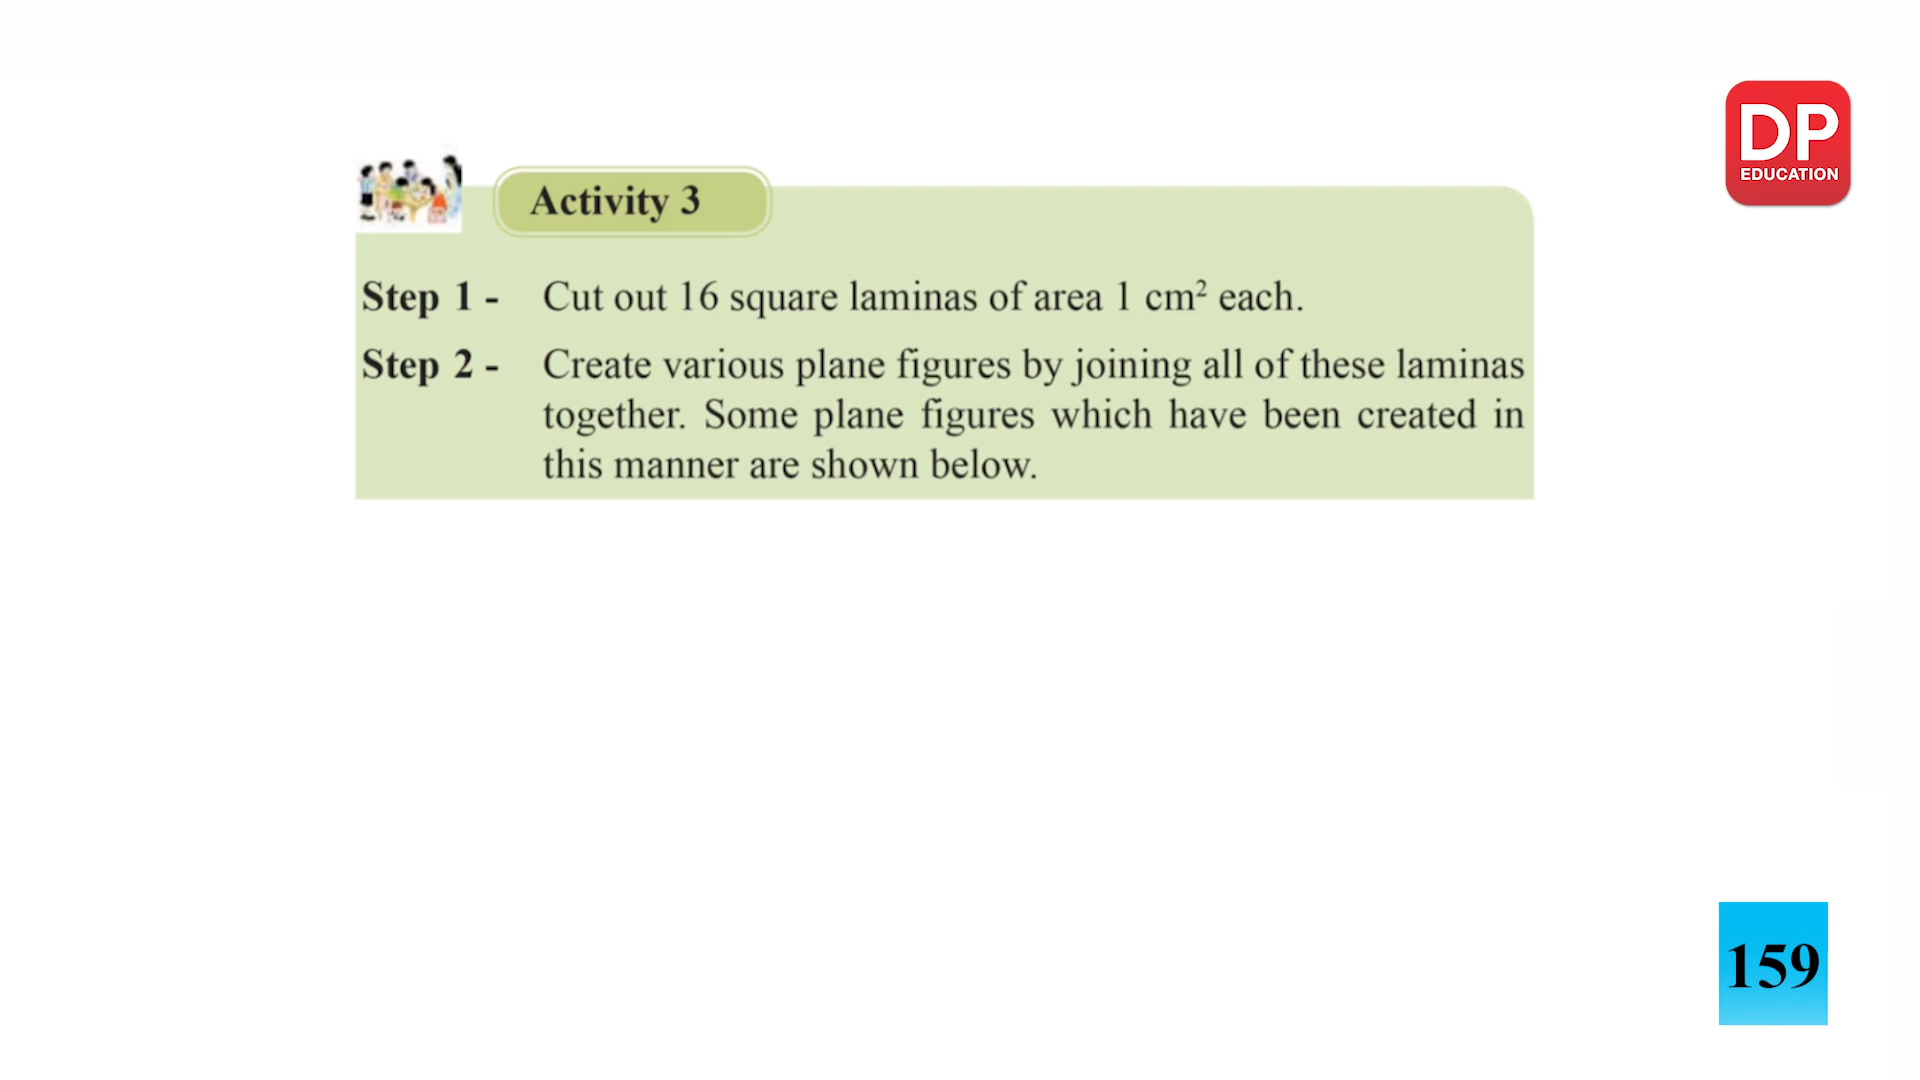 DP
EDUCATION
Activity 3
Step 1 - Cut out 16 square laminas of area 1 cm² each.
Step 2 - Create various plane figures by joining all of these laminas
together. Some plane figures which have been created in
this manner are shown below.
159